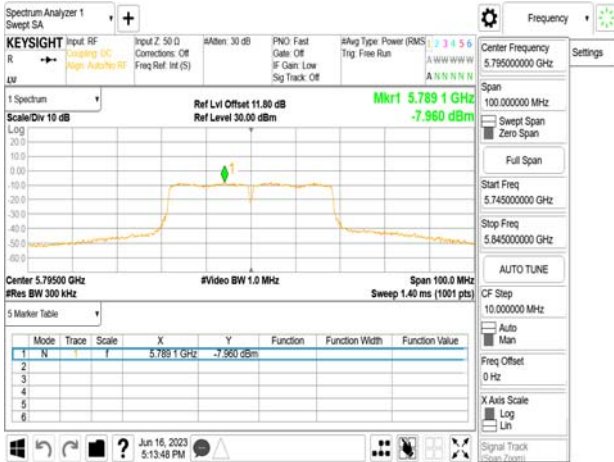 Spectrum Analyzer 1
Swept SA
+
Frequency
KEYSIGHT
R
LV
Input: RF
Coupling: DC
Align: Auto/No RF
Input Z: 50 Ω
Corrections: Off
Freq Ref: Int (S)
#Atten: 30 dB
PNO: Fast
Gate: Off
IF Gain: Low
Sig Track: Off
#Avg Type: Power (RMS
Trig: Free Run
1 2 3 4 5 6
A WW WW W
A N N N N N
Center Frequency
5.795000000 GHz
Settings
Span
100.000000 MHz
Swept Span
Zero Span
Full Span
Start Freq
5.745000000 GHz
Stop Freq
5.845000000 GHz
AUTO TUNE
CF Step
10.000000 MHz
Auto
Man
Freq Offset
0 Hz
X Axis Scale
Log
Lin
Signal Track
(Span Zoom)
1 Spectrum
Scale/Div 10 dB
Ref Lvl Offset 11.80 dB
Ref Level 30.00 dBm
Mkr1 5.789 1 GHz
-7.960 dBm
Log
20.0
10.0
0.00
-10.0
-20.0
-30.0
-40.0
-50.0
-60.0
1
Center 5.79500 GHz
#Res BW 300 kHz
#Video BW 1.0 MHz
Span 100.0 MHz
Sweep 1.40 ms (1001 pts)
5 Marker Table
Mode Trace Scale X Y Function Function Width Function Value
1 N 1 f 5.789 1 GHz -7.960 dBm
2
3
4
5
6
?
Jun 16, 2023
5:13:48 PM